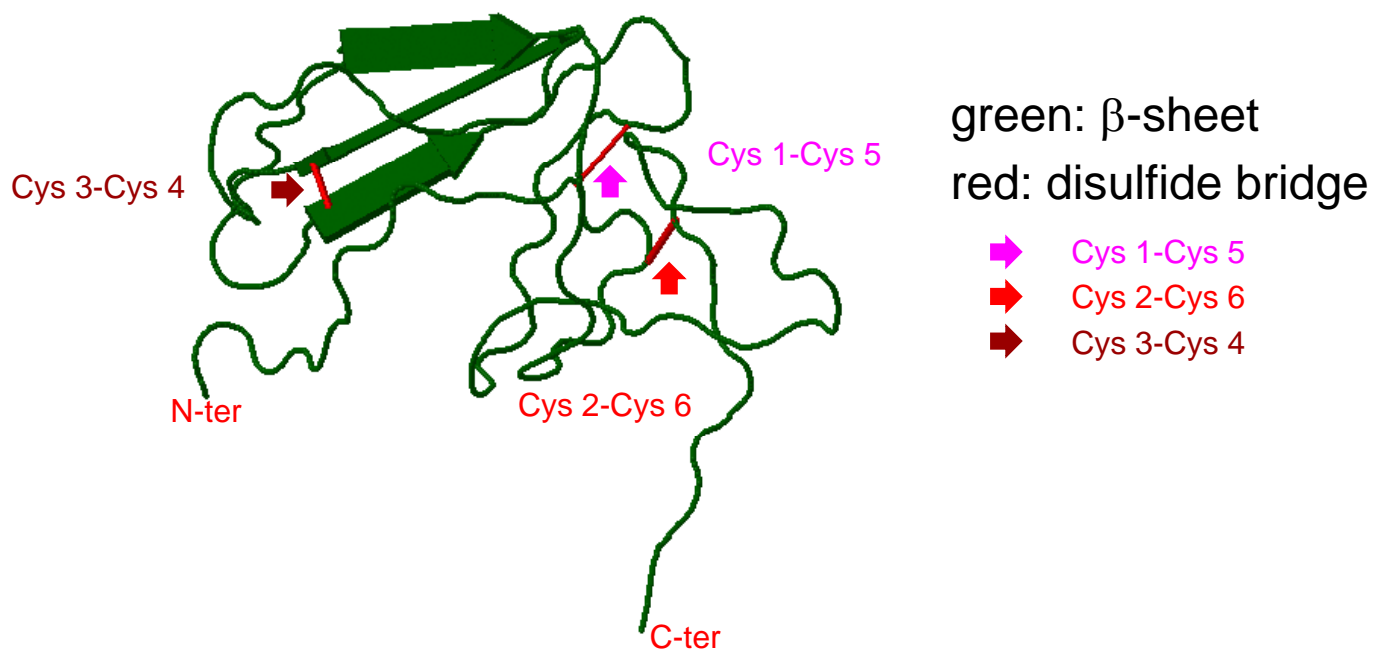 green: β-sheet
red: disulfide bridge
Cys 1-Cys 5
Cys 3-Cys 4
Cys 1-Cys 5
Cys 2-Cys 6
Cys 3-Cys 4
N-ter
Cys 2-Cys 6
C-ter